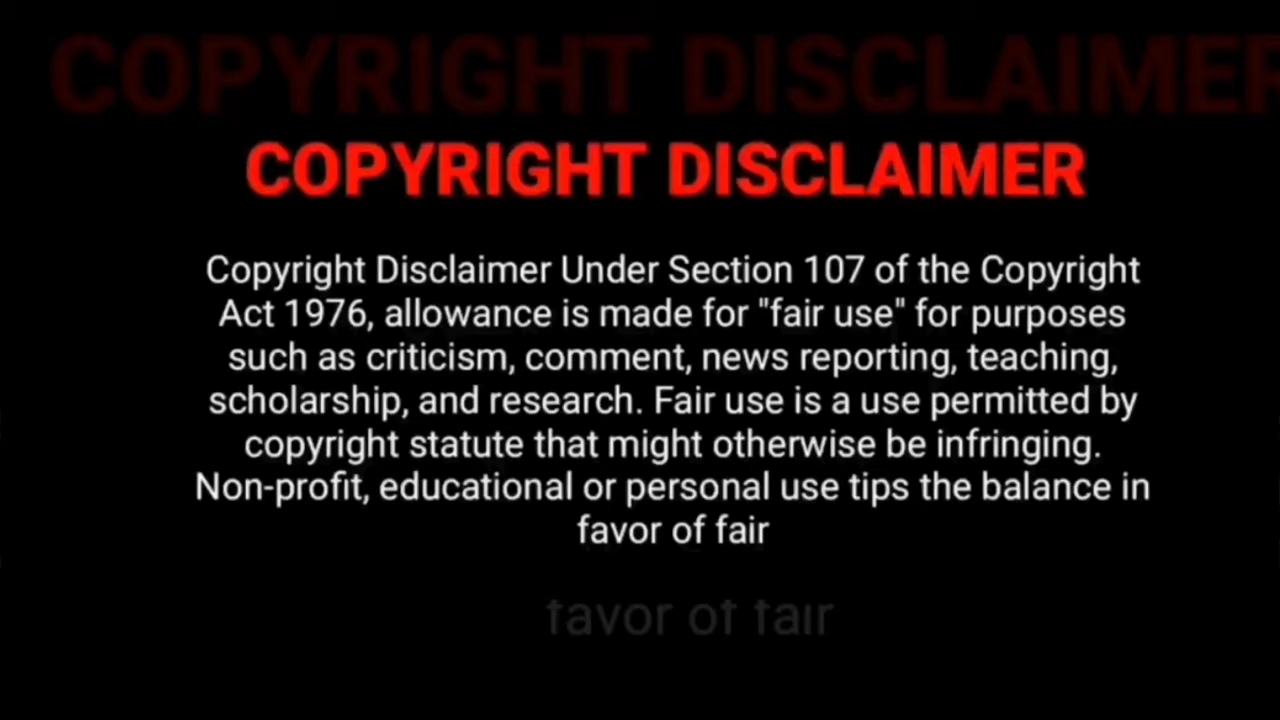 COPYRIGHT DISCLAIMER
COPYRIGHT DISCLAIMER
Copyright Disclaimer Under Section 107 of the Copyright
Act 1976, allowance is made for "fair use" for purposes
such as criticism, comment, news reporting, teaching,
scholarship, and research. Fair use is a use permitted by
copyright statute that might otherwise be infringing.
Non-profit, educational or personal use tips the balance in
favor of fair
favor of fair